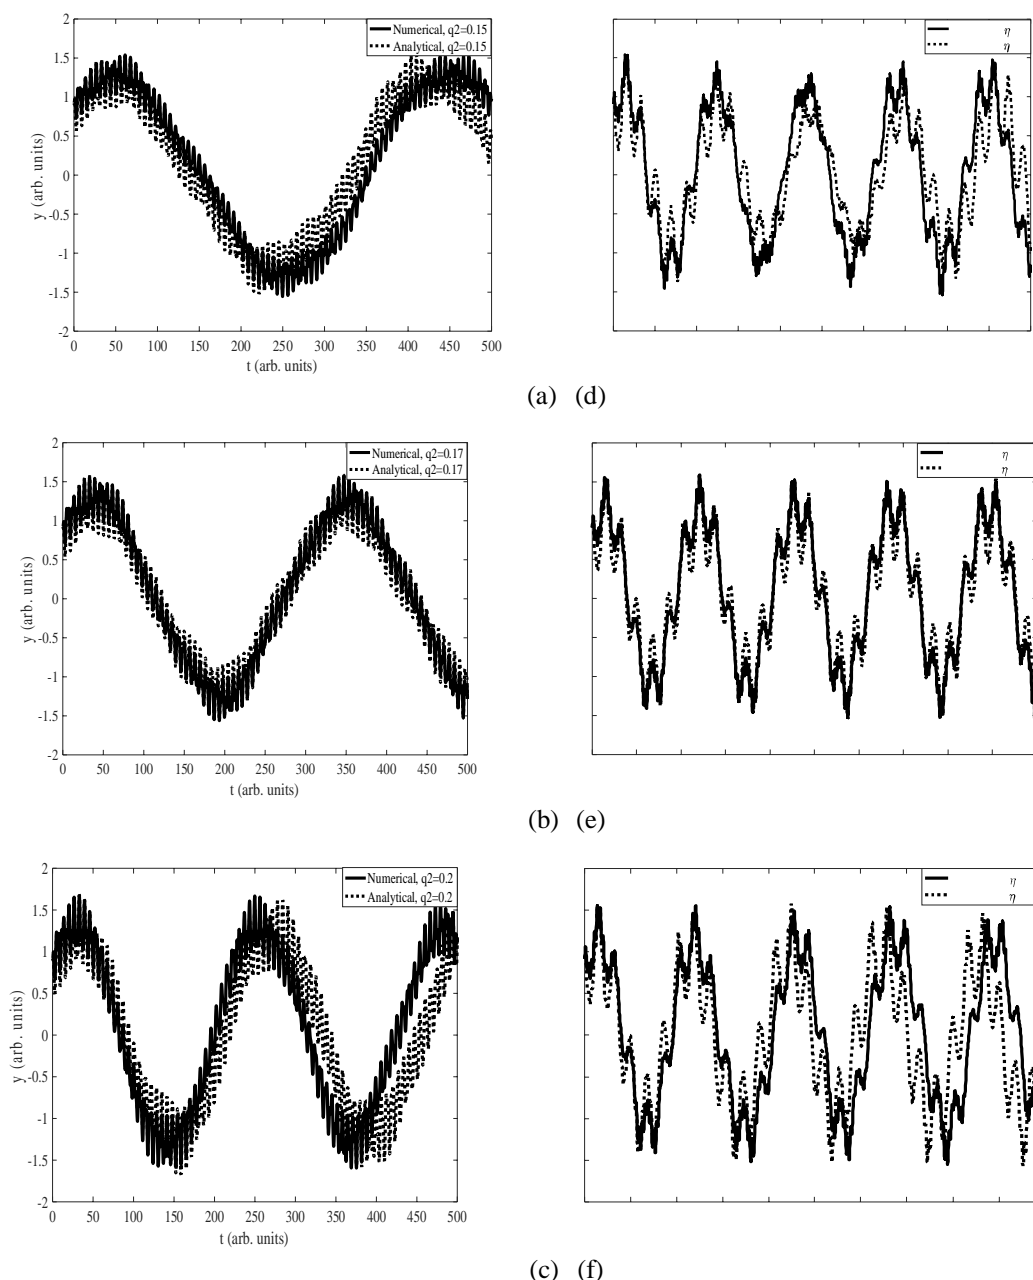 Numerical, q2=0.15
Analytical, q2=0.15
η
η
2
1.5
1
0.5
0
-0.5
-1
-1.5
-2
y (arb. units)
0 50 100 150 200 250 300 350 400 450 500
t (arb. units)
(a) (d)
Numerical, q2=0.17
Analytical, q2=0.17
η
η
2
1.5
1
0.5
0
-0.5
-1
-1.5
-2
y (arb. units)
0 50 100 150 200 250 300 350 400 450 500
t (arb. units)
(b) (e)
Numerical, q2=0.2
Analytical, q2=0.2
η
η
2
1.5
1
0.5
0
-0.5
-1
-1.5
-2
y (arb. units)
0 50 100 150 200 250 300 350 400 450 500
t (arb. units)
(c) (f)